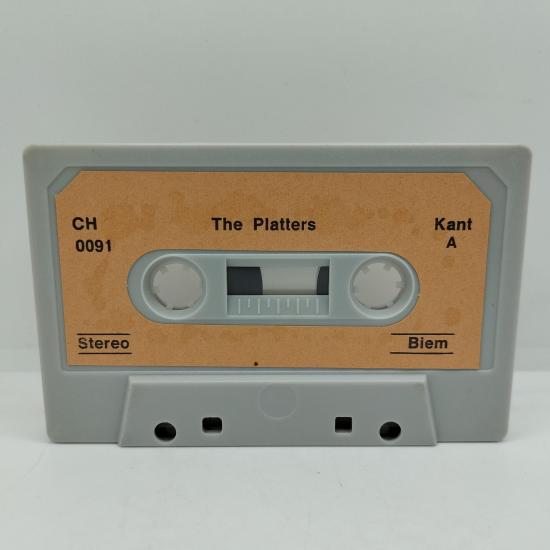 CH
0091
The Platters
Kant
A
Stereo
Biem